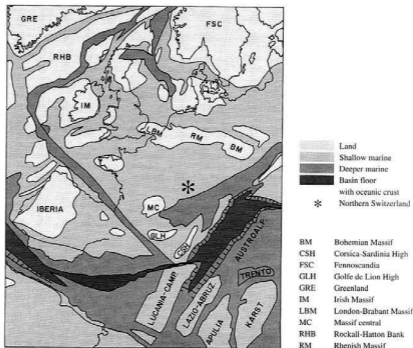 GRE
FSC
RHB
IM
LBM
RM
BM
MC
IBERIA
GLH
CSH
AUSTROALP.
TRENTO
LUCANIA-CAMP.
LAZIO-ABRUZ.
APULIA
KARST
Land
Shallow marine
Deeper marine
Basin floor
with oceanic crust
* Northern Switzerland
BM Bohemian Massif
CSH Corsica-Sardinia High
FSC Fennoscandia
GLH Golfe de Lion High
GRE Greenland
IM Irish Massif
LBM London-Brabant Massif
MC Massif central
RHB Rockall-Hatton Bank
RM Rhenish Massif